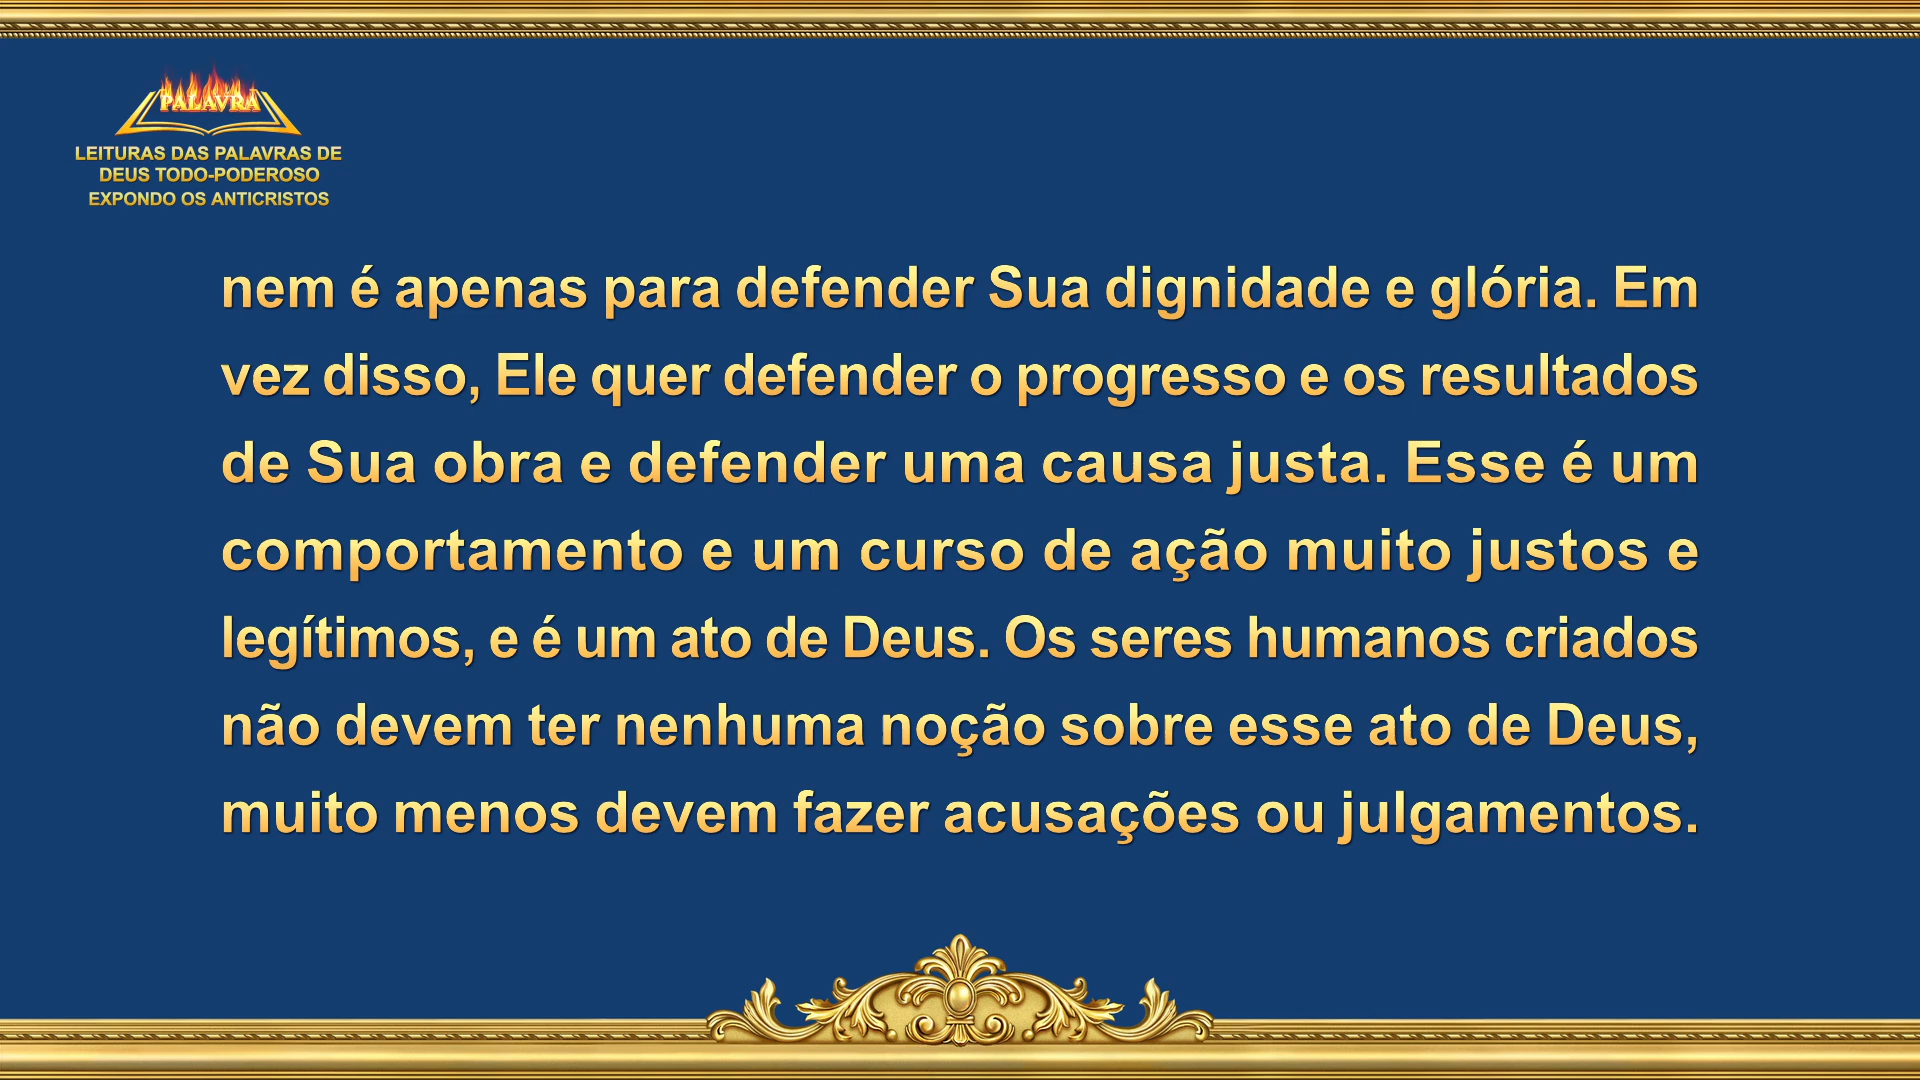 PALAVRA
LEITURAS DAS PALAVRAS DE
DEUS TODO-PODEROSO
EXPONDO OS ANTICRISTOS
nem é apenas para defender Sua dignidade e glória. Em
vez disso, Ele quer defender o progresso e os resultados
de Sua obra e defender uma causa justa. Esse é um
comportamento e um curso de ação muito justos e
legítimos, e é um ato de Deus. Os seres humanos criados
não devem ter nenhuma noção sobre esse ato de Deus,
muito menos devem fazer acusações ou julgamentos.